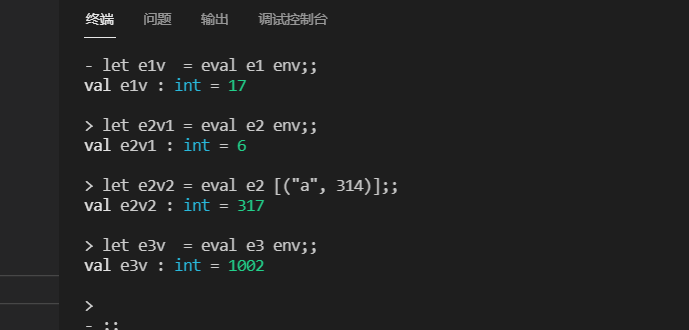 终端 问题 输出 调试控制台
- let e1v  = eval e1 env;;
val e1v : int = 17
> let e2v1 = eval e2 env;;
val e2v1 : int = 6
> let e2v2 = eval e2 [("a", 314)];;
val e2v2 : int = 317
> let e3v  = eval e3 env;;
val e3v : int = 1002
>
- ;;